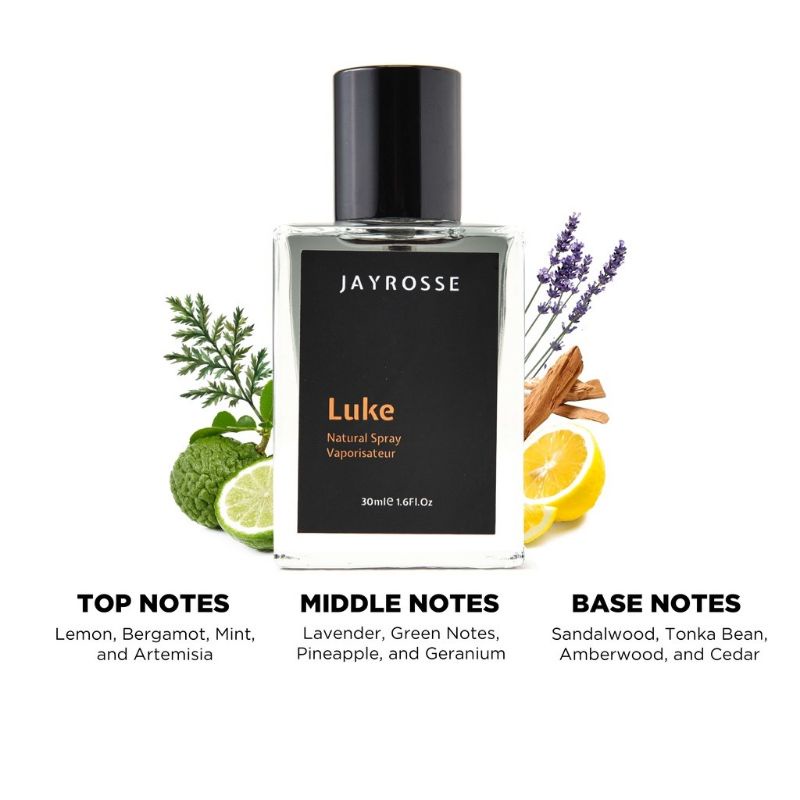 JAYROSSE
Luke
Natural Spray
Vaporisateur
30ml℮ 1.6Fl.Oz
TOP NOTES
Lemon, Bergamot, Mint,
and Artemisia
MIDDLE NOTES
Lavender, Green Notes,
Pineapple, and Geranium
BASE NOTES
Sandalwood, Tonka Bean,
Amberwood, and Cedar